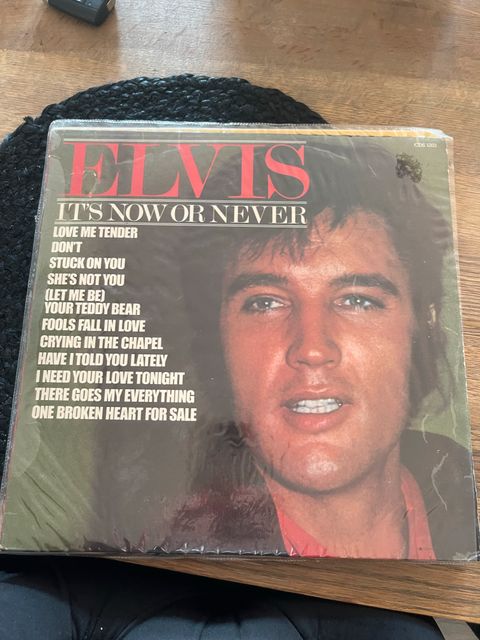 ELVIS
IT'S NOW OR NEVER
LOVE ME TENDER
DON'T
STUCK ON YOU
SHE'S NOT YOU
(LET ME BE)
YOUR TEDDY BEAR
FOOLS FALL IN LOVE
CRYING IN THE CHAPEL
HAVE I TOLD YOU LATELY
I NEED YOUR LOVE TONIGHT
THERE GOES MY EVERYTHING
ONE BROKEN HEART FOR SALE